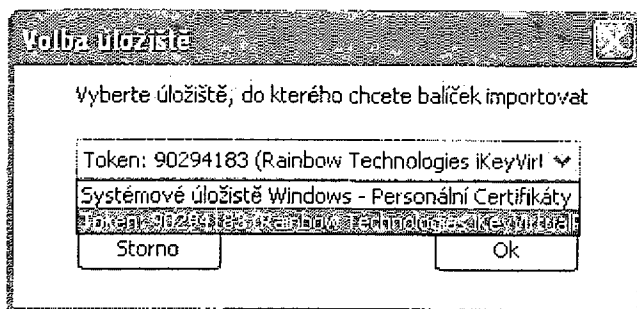 Volba úložiště
Vyberte úložiště, do kterého chcete balíček importovat
Token: 90294183 (Rainbow Technologies iKeyVirt
Systémové úložiště Windows - Personální Certifikáty
Token: 90294183 (Rainbow Technologies iKeyVirtualF
Storno
Ok